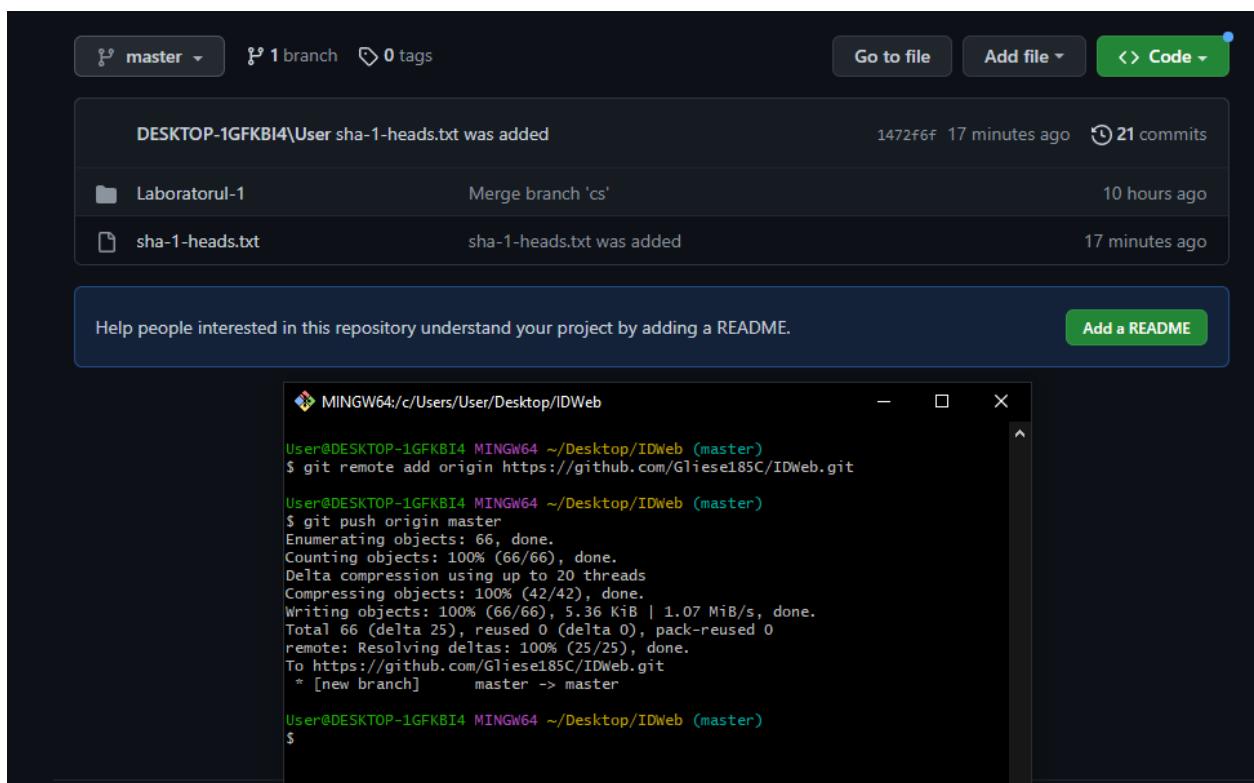 master 1 branch 0 tags Go to file Add file <> Code
DESKTOP-1GFKBI4\User sha-1-heads.txt was added 1472f6f 17 minutes ago 21 commits
Laboratorul-1 Merge branch 'cs' 10 hours ago
sha-1-heads.txt sha-1-heads.txt was added 17 minutes ago
Help people interested in this repository understand your project by adding a README. Add a README
MINGW64:/c/Users/User/Desktop/IDWeb
User@DESKTOP-1GFKBI4 MINGW64 ~/Desktop/IDWeb (master)
$ git remote add origin https://github.com/Gliese185C/IDWeb.git
User@DESKTOP-1GFKBI4 MINGW64 ~/Desktop/IDWeb (master)
$ git push origin master
Enumerating objects: 66, done.
Counting objects: 100% (66/66), done.
Delta compression using up to 20 threads
Compressing objects: 100% (42/42), done.
Writing objects: 100% (66/66), 5.36 KiB | 1.07 MiB/s, done.
Total 66 (delta 25), reused 0 (delta 0), pack-reused 0
remote: Resolving deltas: 100% (25/25), done.
To https://github.com/Gliese185C/IDWeb.git
 * [new branch]      master -> master
User@DESKTOP-1GFKBI4 MINGW64 ~/Desktop/IDWeb (master)
$